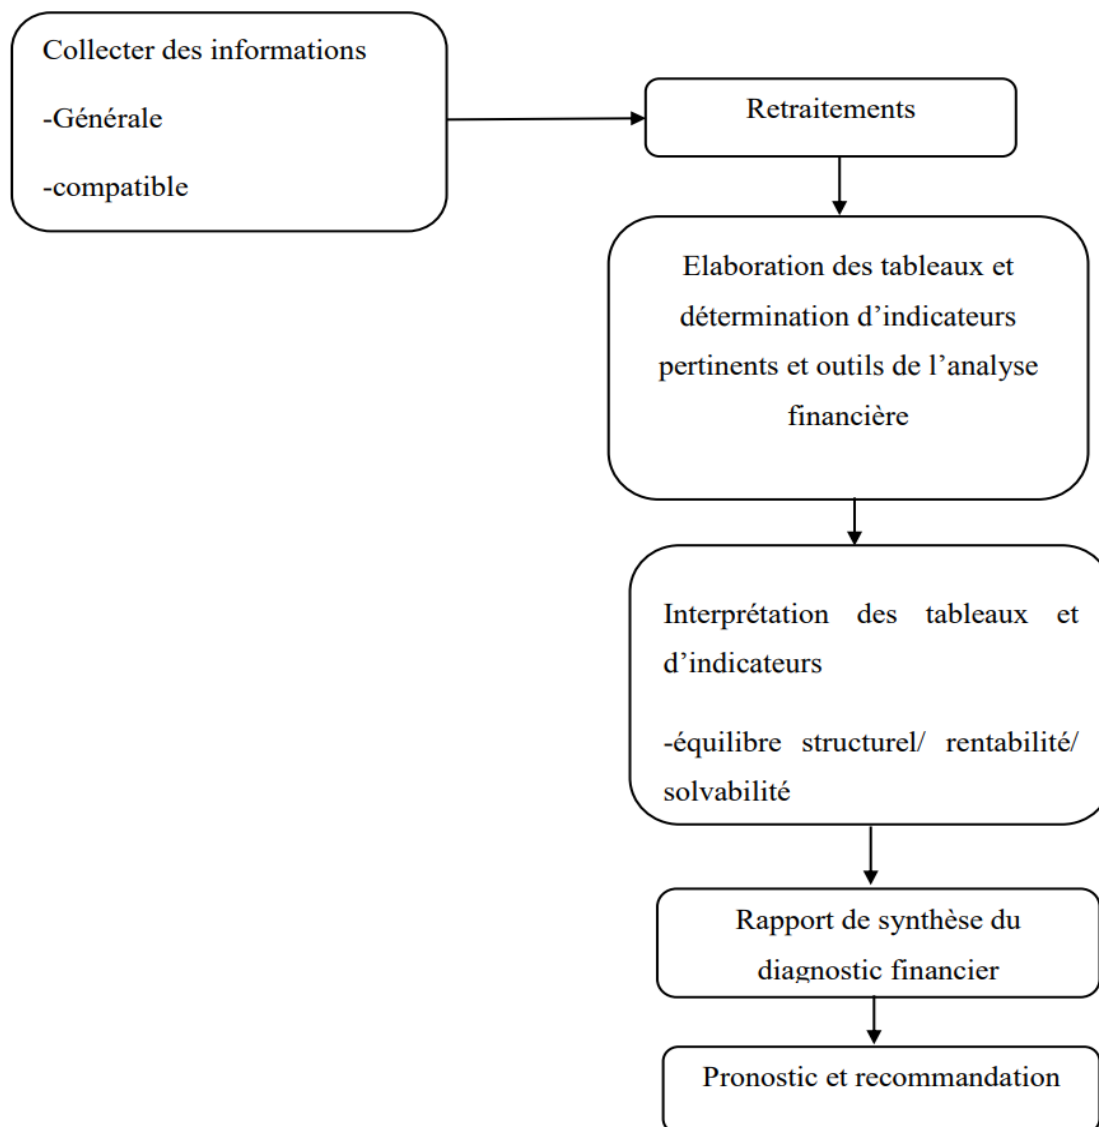 Collecter des informations
-Générale
-compatible
Retraitements
Elaboration des tableaux et
détermination d’indicateurs
pertinents et outils de l’analyse
financière
Interprétation des tableaux et
d’indicateurs
-équilibre structurel/ rentabilité/
solvabilité
Rapport de synthèse du
diagnostic financier
Pronostic et recommandation